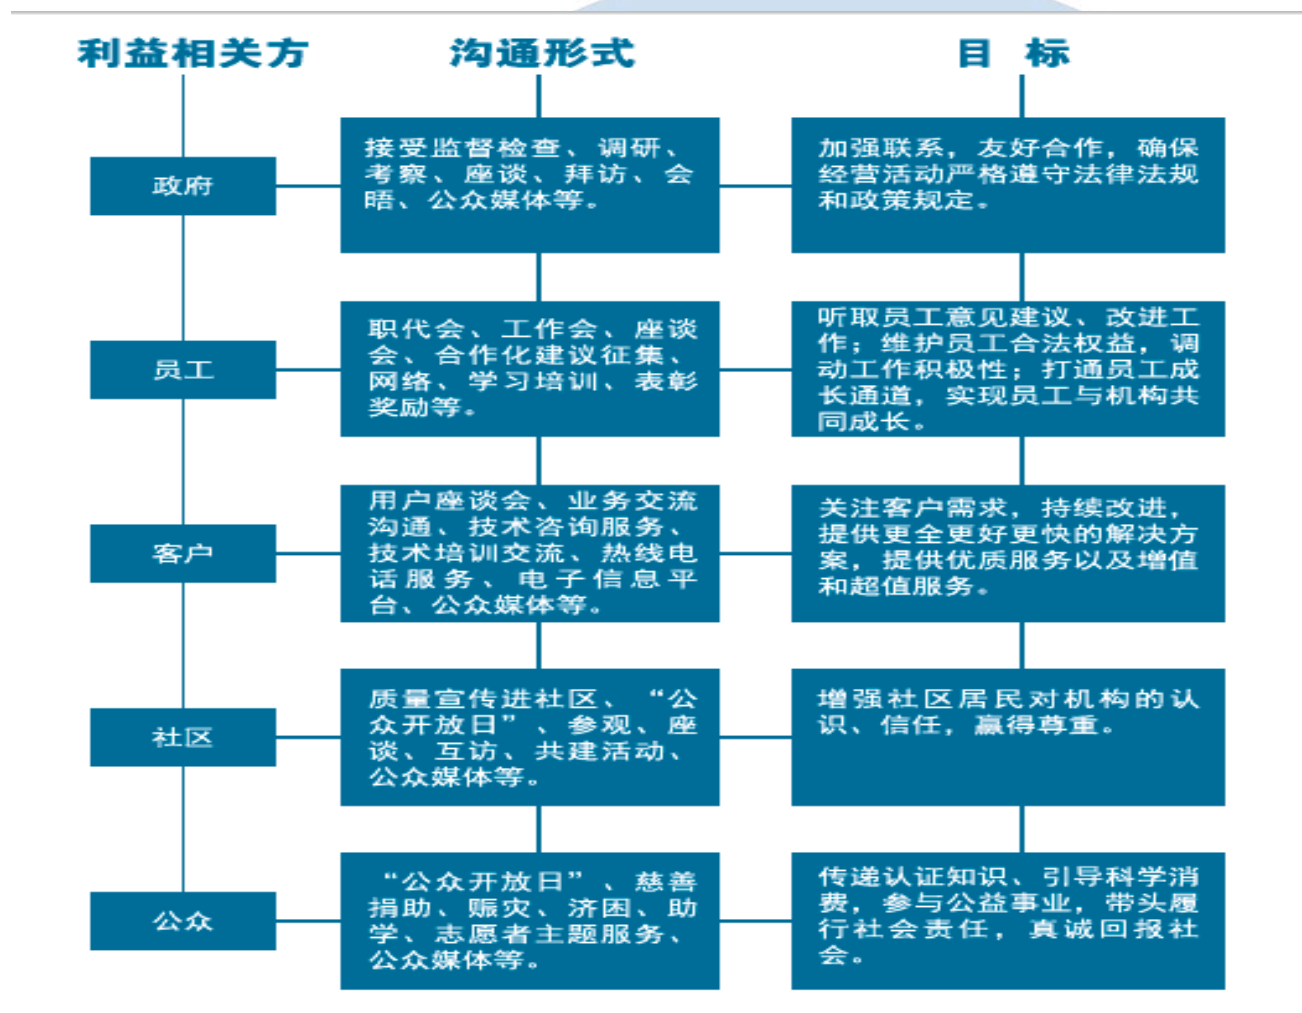 利益相关方
沟通形式
目 标
政府
接受监督检查、调研、
考察、座谈、拜访、会
晤、公众媒体等。
加强联系，友好合作，确保
经营活动严格遵守法律法规
和政策规定。
员工
职代会、工作会、座谈
会、合作化建议征集、
网络、学习培训、表彰
奖励等。
听取员工意见建议、改进工
作；维护员工合法权益，调
动工作积极性；打通员工成
长通道，实现员工与机构共
同成长。
客户
用户座谈会、业务交流
沟通、技术咨询服务、
技术培训交流、热线电
话服务、电子信息平
台、公众媒体等。
关注客户需求，持续改进，
提供更全更好更快的解决方
案，提供优质服务以及增值
和超值服务。
社区
质量宣传进社区、“公
众开放日”、参观、座
谈、互访、共建活动、
公众媒体等。
增强社区居民对机构的认
识、信任，赢得尊重。
公众
“公众开放日”、慈善
捐助、赈灾、济困、助
学、志愿者主题服务、
公众媒体等。
传递认证知识、引导科学消
费，参与公益事业，带头履
行社会责任，真诚回报社
会。